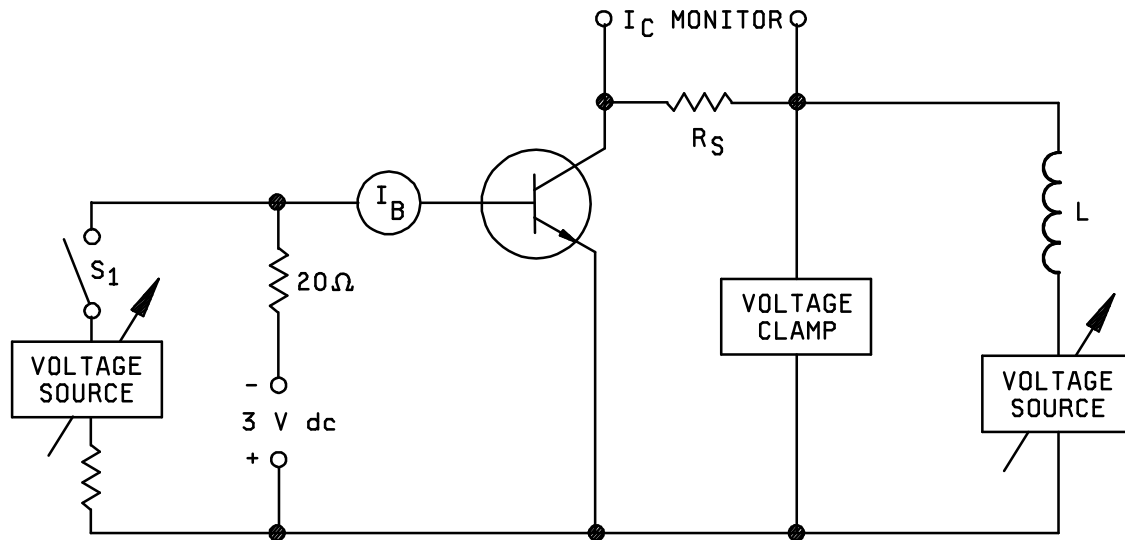 I_C MONITOR
R_S
I_B
S_1
20Ω
L
VOLTAGE
CLAMP
VOLTAGE
SOURCE
VOLTAGE
SOURCE
-
3 V dc
+